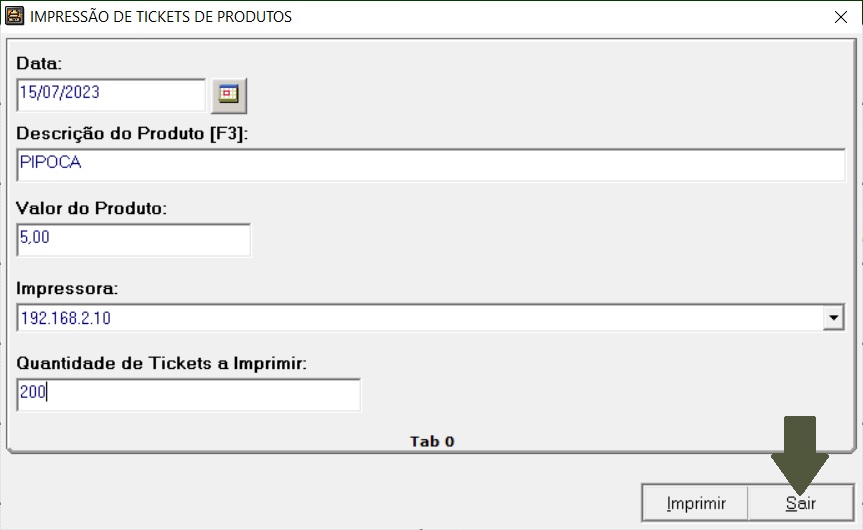 IMPRESSÃO DE TICKETS DE PRODUTOS
Data:
15/07/2023
Descrição do Produto [F3]:
PIPOCA
Valor do Produto:
5,00
Impressora:
192.168.2.10
Quantidade de Tickets a Imprimir:
200
Tab 0
Imprimir
Sair